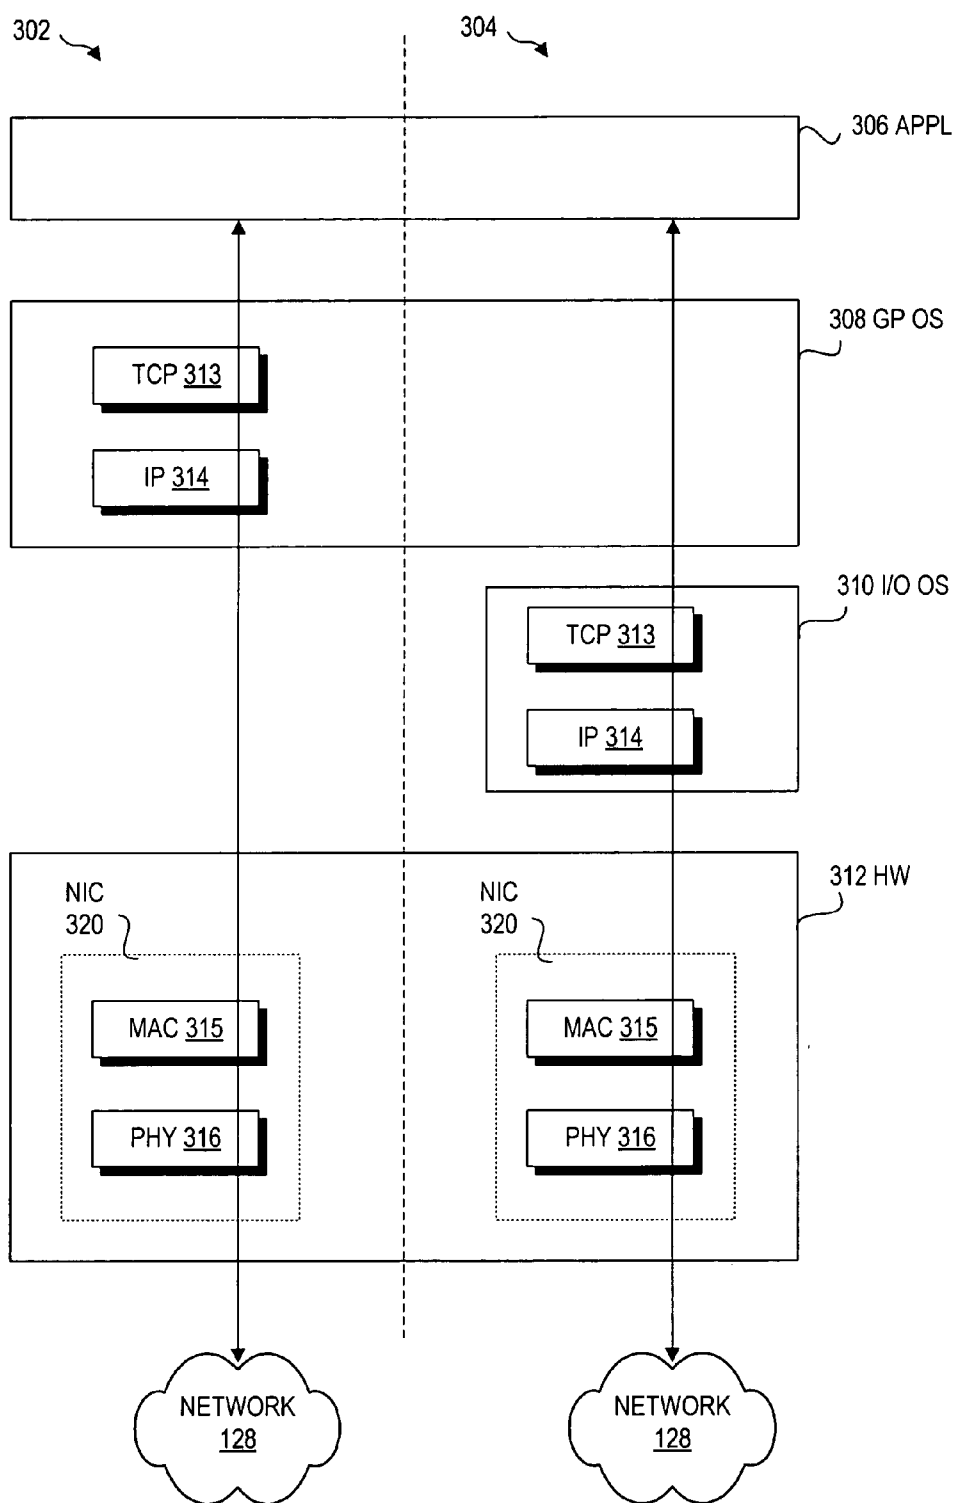 302
304
306 APPL
308 GP OS
TCP 313
IP 314
310 I/O OS
TCP 313
IP 314
312 HW
NIC
320
NIC
320
MAC 315
MAC 315
PHY 316
PHY 316
NETWORK
128
NETWORK
128